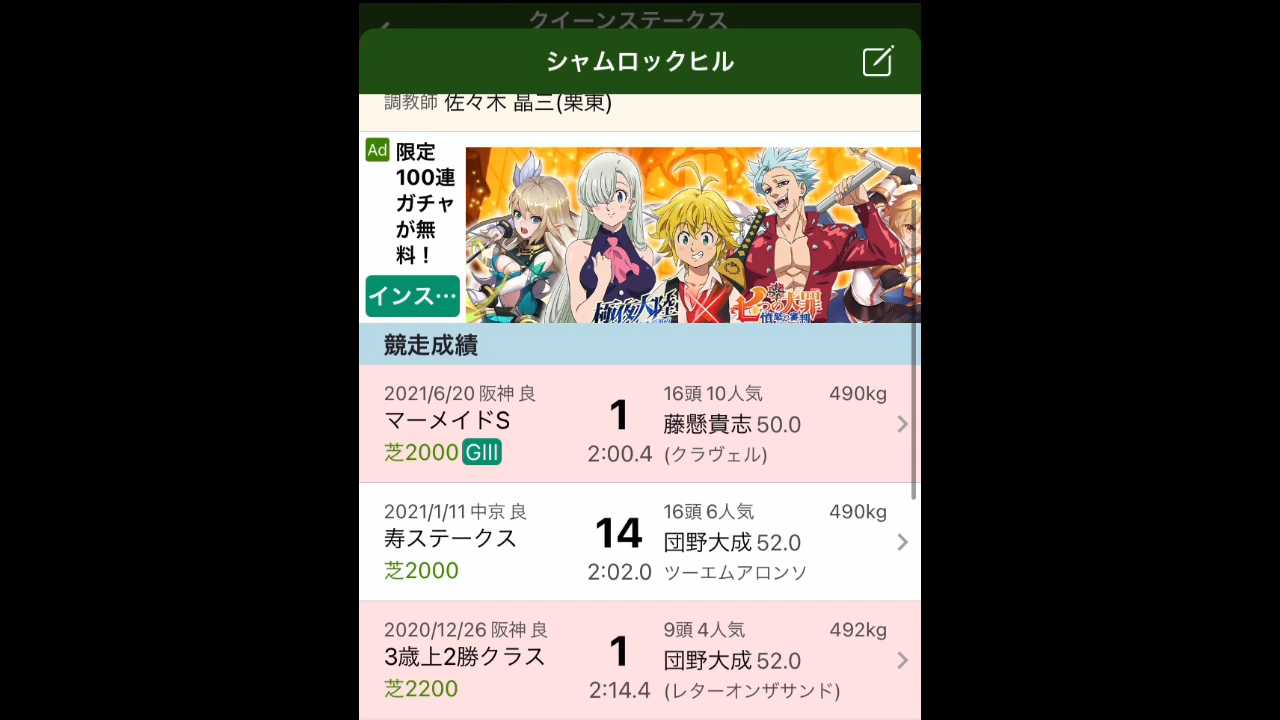 クイーンステークス
シャムロックヒル
調教師 佐々木 晶三(栗東)
Ad
限定
100連
ガチャ
が無
料！
インス…
七つの大罪
競走成績
2021/6/20 阪神 良
マーメイドS
芝2000 GIII
1
2:00.4
16頭 10人気
490kg
藤懸貴志 50.0
(クラヴェル)
2021/1/11 中京 良
寿ステークス
芝2000
14
2:02.0
16頭 6人気
490kg
団野大成 52.0
ツーエムアロンソ
2020/12/26 阪神 良
3歳上2勝クラス
芝2200
1
2:14.4
9頭 4人気
492kg
団野大成 52.0
(レターオンザサンド)